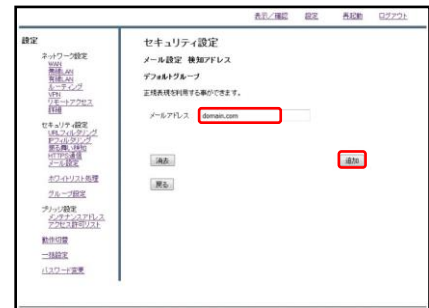 表示/確認 設定 再起動 ログアウト
設定
ネットワーク設定
WAN
無線LAN
有線LAN
ルーティング
VPN
リモートアクセス
詳細
セキュリティ設定
URLフィルタリング
IPフィルタリング
振る舞い検知
HTTPS通信
メール設定
ホワイトリスト処理
グループ設定
ブリッジ設定
メンテナンスアドレス
アクセス許可リスト
動作切替
一括設定
パスワード変更
セキュリティ設定
メール設定 検知アドレス
デフォルトグループ
正規表現を利用する事ができます。
メールアドレス domain.com
消去 追加
戻る